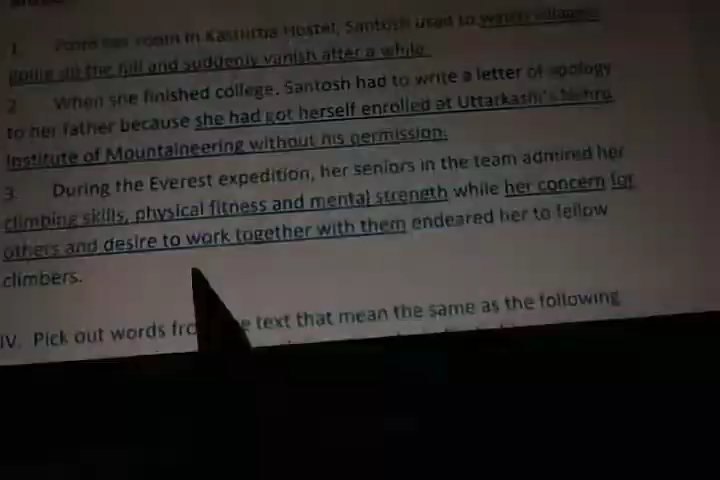 1. From her room in Kasturba Hostel, Santosh used to watch villagers
going up the hill and suddenly vanish after a while.
2. When she finished college, Santosh had to write a letter of apology
to her father because she had got herself enrolled at Uttarkashi's Nehru
Institute of Mountaineering without his permission.
3. During the Everest expedition, her seniors in the team admired her
climbing skills, physical fitness and mental strength while her concern for
others and desire to work together with them endeared her to fellow
climbers.
IV. Pick out words text that mean the same as the following